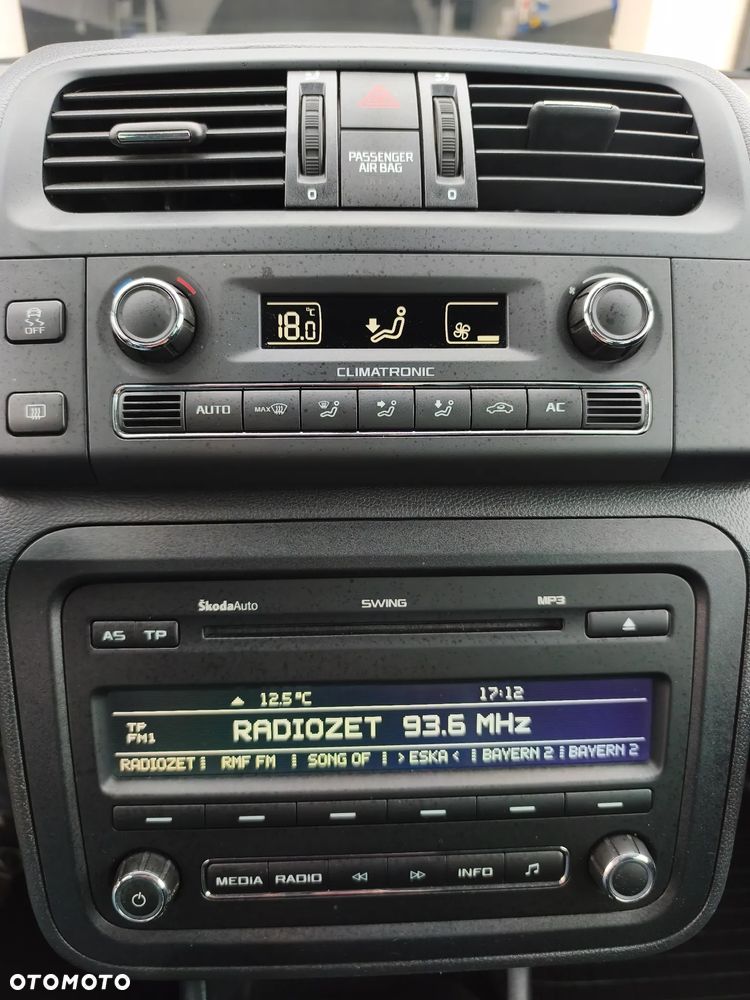 PASSENGER
AIR BAG
0 0
18.0 °C
OFF
CLIMATRONIC
AUTO MAX AC
ŠkodaAuto SWING MP3
AS TP
12.5°C 17:12
TP
FM1
RADIOZET 93.6 MHz
RADIOZET RMF FM SONG OF >ESKA< BAYERN 2 BAYERN 2
MEDIA RADIO INFO
OTOMOTO